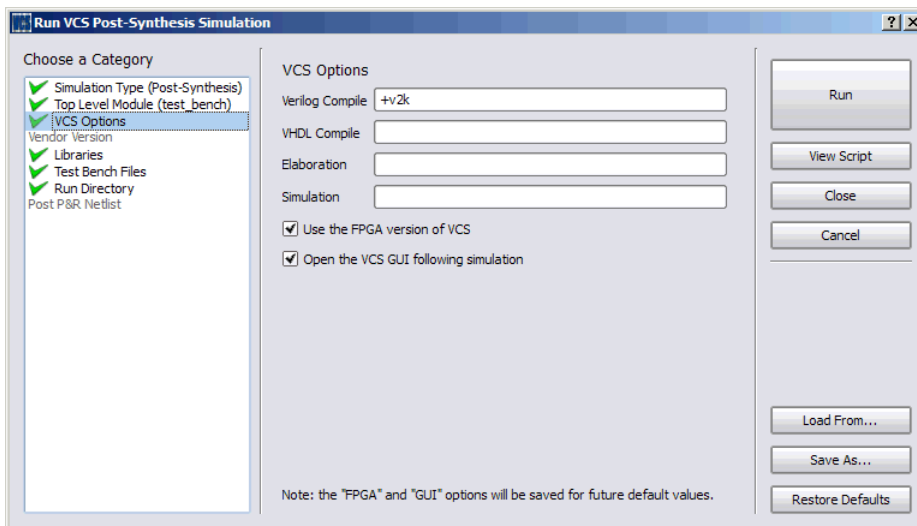 Run VCS Post-Synthesis Simulation
Choose a Category
Simulation Type (Post-Synthesis)
Top Level Module (test_bench)
VCS Options
Vendor Version
Libraries
Test Bench Files
Run Directory
Post P&R Netlist
VCS Options
Verilog Compile +v2k
VHDL Compile
Elaboration
Simulation
Use the FPGA version of VCS
Open the VCS GUI following simulation
Note: the "FPGA" and "GUI" options will be saved for future default values.
Run
View Script
Close
Cancel
Load From...
Save As...
Restore Defaults